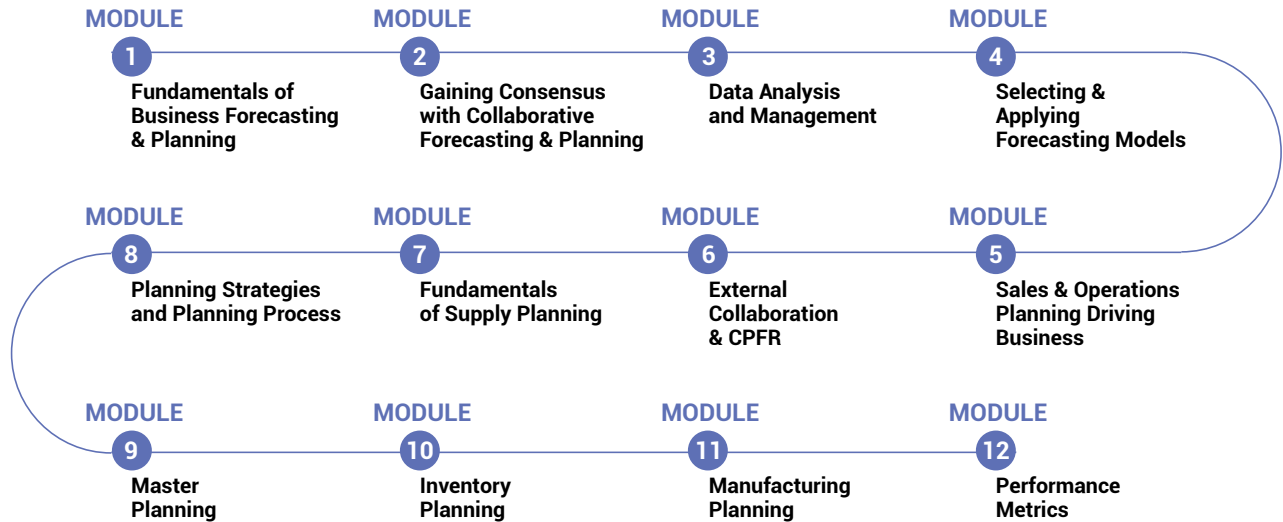 MODULE
1
Fundamentals of
Business Forecasting
& Planning
MODULE
2
Gaining Consensus
with Collaborative
Forecasting & Planning
MODULE
3
Data Analysis
and Management
MODULE
4
Selecting &
Applying
Forecasting Models
MODULE
5
Sales & Operations
Planning Driving
Business
MODULE
6
External
Collaboration
& CPFR
MODULE
7
Fundamentals
of Supply Planning
MODULE
8
Planning Strategies
and Planning Process
MODULE
9
Master
Planning
MODULE
10
Inventory
Planning
MODULE
11
Manufacturing
Planning
MODULE
12
Performance
Metrics